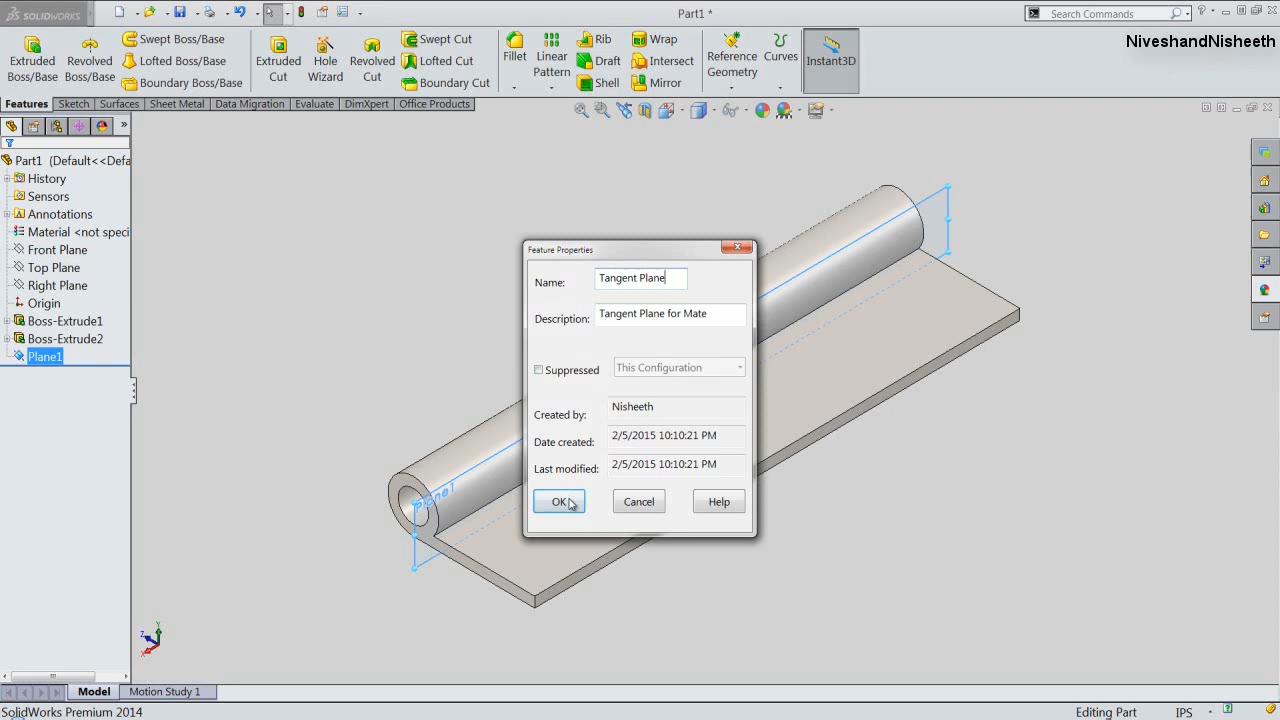 SOLIDWORKS
Part1 *
Search Commands
NiveshandNisheeth
Extruded Boss/Base
Revolved Boss/Base
Swept Boss/Base
Lofted Boss/Base
Boundary Boss/Base
Extruded Cut
Hole Wizard
Revolved Cut
Swept Cut
Lofted Cut
Boundary Cut
Fillet
Linear Pattern
Rib
Draft
Shell
Wrap
Intersect
Mirror
Reference Geometry
Curves
Instant3D
Features
Sketch
Surfaces
Sheet Metal
Data Migration
Evaluate
DimXpert
Office Products
Part1 (Default<<Defa
History
Sensors
Annotations
Material <not speci
Front Plane
Top Plane
Right Plane
Origin
Boss-Extrude1
Boss-Extrude2
Plane1
Plane1
Feature Properties
Name: Tangent Plane
Description: Tangent Plane for Mate
Suppressed This Configuration
Created by: Nisheeth
Date created: 2/5/2015 10:10:21 PM
Last modified: 2/5/2015 10:10:21 PM
OK Cancel Help
Y
Z
X
Model
Motion Study 1
SolidWorks Premium 2014
Editing Part
IPS